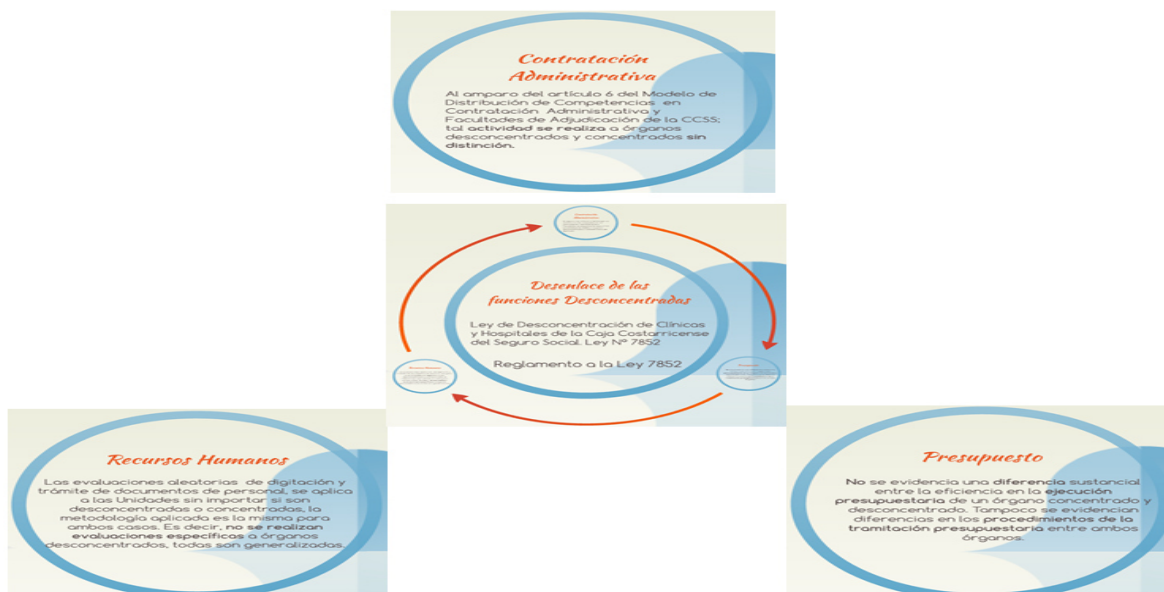 Contratación
Administrativa
Al amparo del artículo 6 del Modelo de
Distribución de Competencias en
Contratación Administrativa y
Facultades de Adjudicación de la CCSS;
tal actividad se realiza a órganos
desconcentrados y concentrados sin
distinción.
Desenlace de las
funciones Desconcentradas
Ley de Desconcentración de Clínicas
y Hospitales de la Caja Costarricense
del Seguro Social. Ley Nº 7852
Reglamento a la Ley 7852
Recursos Humanos
Las evaluaciones aleatorias de digitación y
trámite de documentos de personal, se aplica
a las Unidades sin importar si son
desconcentradas o concentradas, la
metodología aplicada es la misma para
ambos casos. Es decir, no se realizan
evaluaciones específicas a órganos
desconcentrados, todas son generalizadas.
Presupuesto
No se evidencia una diferencia sustancial
entre la eficiencia en la ejecución
presupuestaria de un órgano concentrado y
desconcentrado. Tampoco se evidencian
diferencias en los procedimientos de la
tramitación presupuestaria entre ambos
órganos.